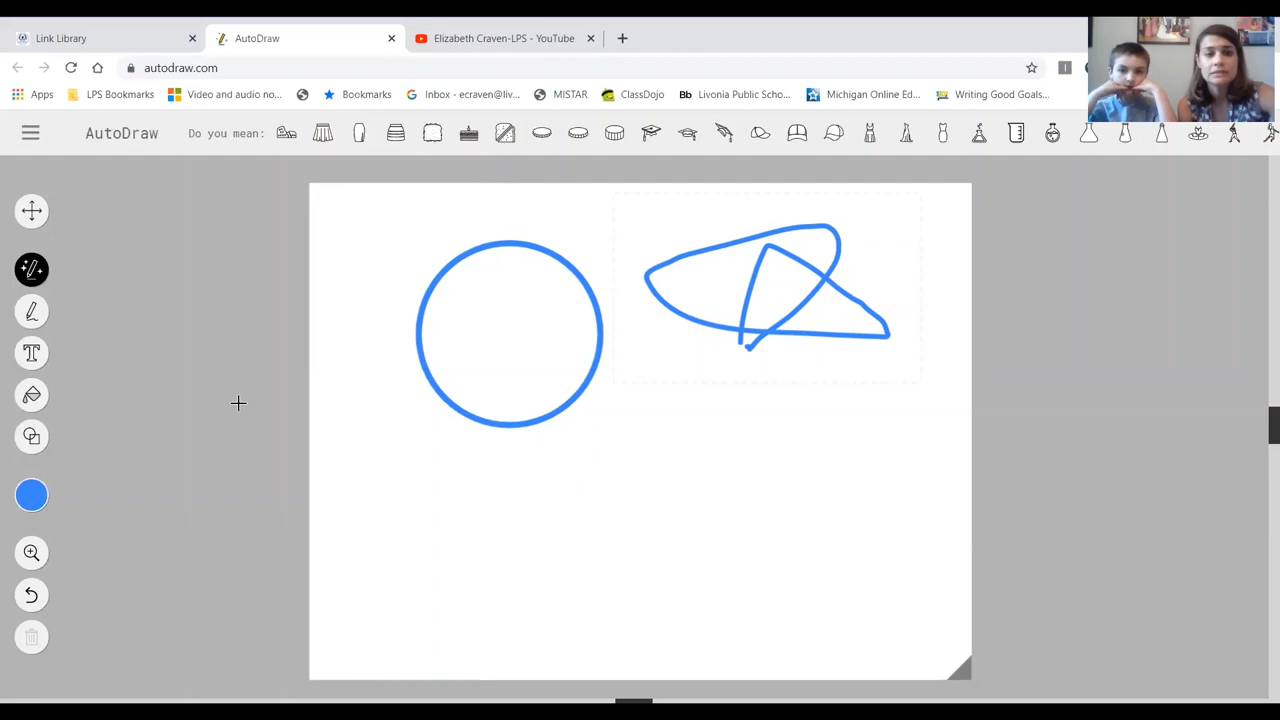 Link Library
AutoDraw
Elizabeth Craven-LPS - YouTube
autodraw.com
Apps
LPS Bookmarks
Video and audio no...
Bookmarks
Inbox - ecraven@liv...
MISTAR
ClassDojo
Bb Livonia Public Scho...
Michigan Online Ed...
Writing Good Goals...
AutoDraw
Do you mean:
T